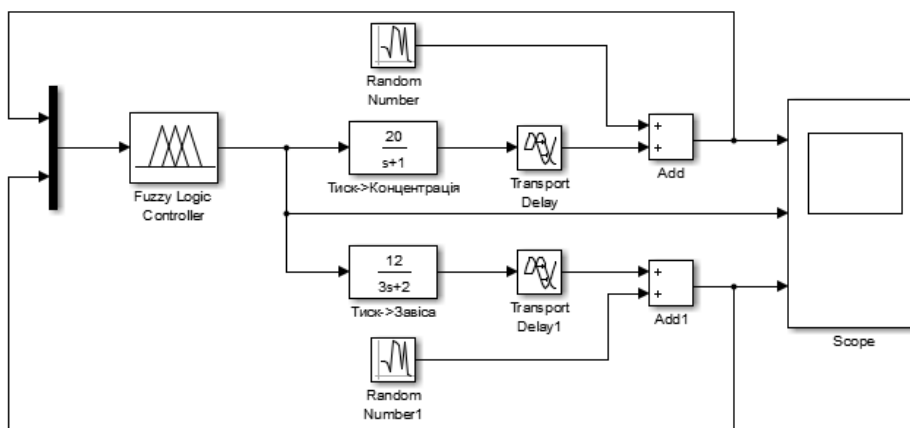 Random
Number
+
+
Add
20
s+1
Тиск->Концентрація
Transport
Delay
Fuzzy Logic
Controller
12
3s+2
Тиск->Завіса
Transport
Delay1
+
+
Add1
Scope
Random
Number1